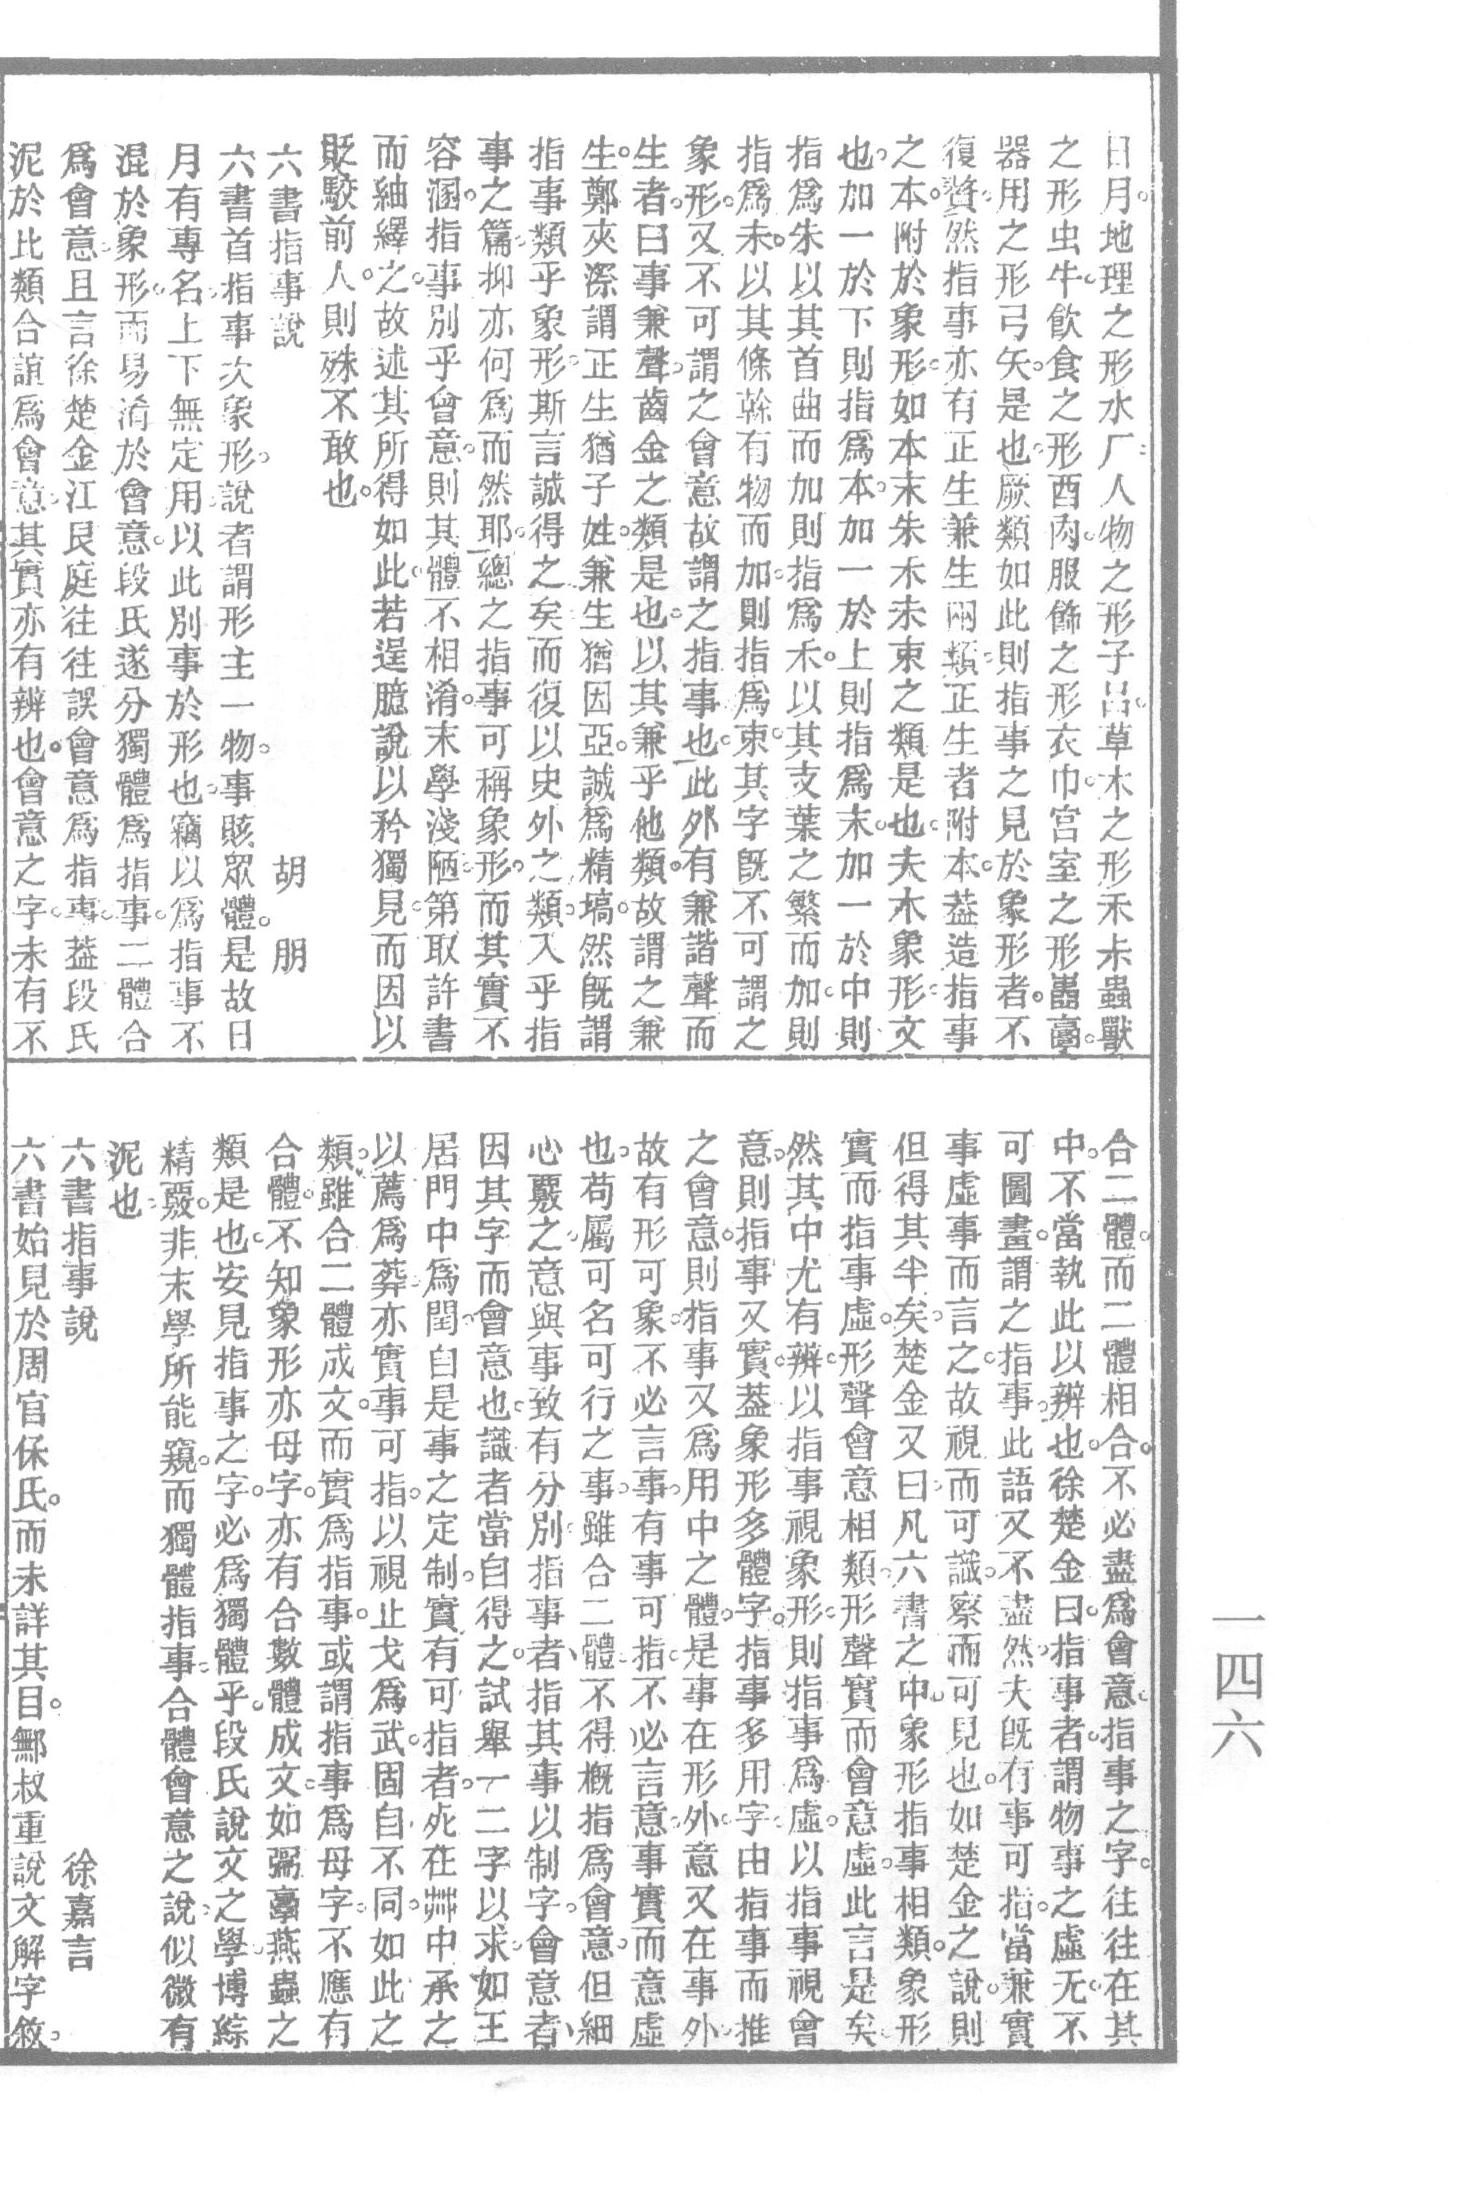 日月。地理之形水厂。人物之形子呂。草木之形禾朩。蟲獸
之形虫牛。飲食之形酉肉。服飾之形衣巾。宮室之形𠷔𩫖。
器用之形弓矢。是也。厥類如此。則指事之見於象形者。不
復贅。然指事亦有正生兼生兩類。正生者附本。葢造指事
之本。附於象形。如本末朱禾未朿之類是也。夫木象形文
也。加一於下則指爲本。加一於上則指爲末。加一於中則
指爲朱。以其首曲而加。則指爲禾。以其支葉之繁而加。則
指爲未。以其條榦有物而加。則指爲朿。其字旣不可謂之
象形。又不可謂之會意。故謂之指事也。此外有兼諧聲而
生者。曰事兼聲。齒金之類是也。以其兼乎他類。故謂之兼
生。鄭夾漈謂正生猶子姓。兼生猶因亞。誠爲精塙。然旣謂
指事類乎象形。斯言誠得之矣。而復以史外之類。入乎指
事之篇。抑亦何爲而然耶。總之指事可稱象形。而其實不
容溷。指事別乎會意。則其體不相淆。末學淺陋。第取許書
而紬繹之。故述其所得如此。若逞臆說以矜獨見。而因以
貶駮前人。則殊不敢也。
六書指事說
胡朋
六書首指事。次象形。說者謂形主一物。事賅眾體。是故日
月有專名。上下無定用。以此別事於形也。竊以爲指事不
混於象形。而易淆於會意。段氏遂分獨體爲指事。二體合
爲會意。且言徐楚金江艮庭往往誤會意爲指事。葢段氏
泥於比類合誼爲會意。其實亦有辨也。會意之字。未有不
合二體。而二體相合。不必盡爲會意。指事之字。往往在其
中。不當執此以辨也。徐楚金曰。指事者。謂物事之虛无。不
可圖畫。謂之指事。此語又不盡然。夫旣有事可指。當兼實
事虛事而言之。故視而可識。察而可見也。如楚金之說。則
但得其半矣。楚金又曰。凡六書之中。象形指事相類。象形
實而指事虛。形聲會意相類。形聲實而會意虛。此言是矣。
然其中尤有辨。以指事視象形。則指事爲虛。以指事視會
意。則指事又實。葢象形多體字。指事多用字。由指事而推
之會意。則指事又爲用中之體。是事在形外。意又在事外。
故有形可象。不必言事。有事可指。不必言意。事實而意虛
也。苟屬可名可行之事。雖合二體。不得概指爲會意。但細
心覈之。意與事致有分別。指事者。指其事以制字。會意者。
因其字而會意也。識者當自得之。試舉一二字以求。如王
居門中爲閏。自是事之定制。實有可指者。死在茻中承之
以薦爲葬。亦實事可指。以視止戈爲武。固自不同。如此之
類。雖合二體成文。而實爲指事。或謂指事爲母字。不應有
合體。不知象形亦母字。亦有合數體成文。如𢐀𩫖燕蟲之
類是也。安見指事之字。必爲獨體乎。段氏說文之學。博綜
精覈。非末學所能窺。而獨體指事。合體會意之說。似微有
泥也
六書指事說
徐嘉言
六書始見於周官保氏。而未詳其目。鄦叔重說文解字敘。
一四六